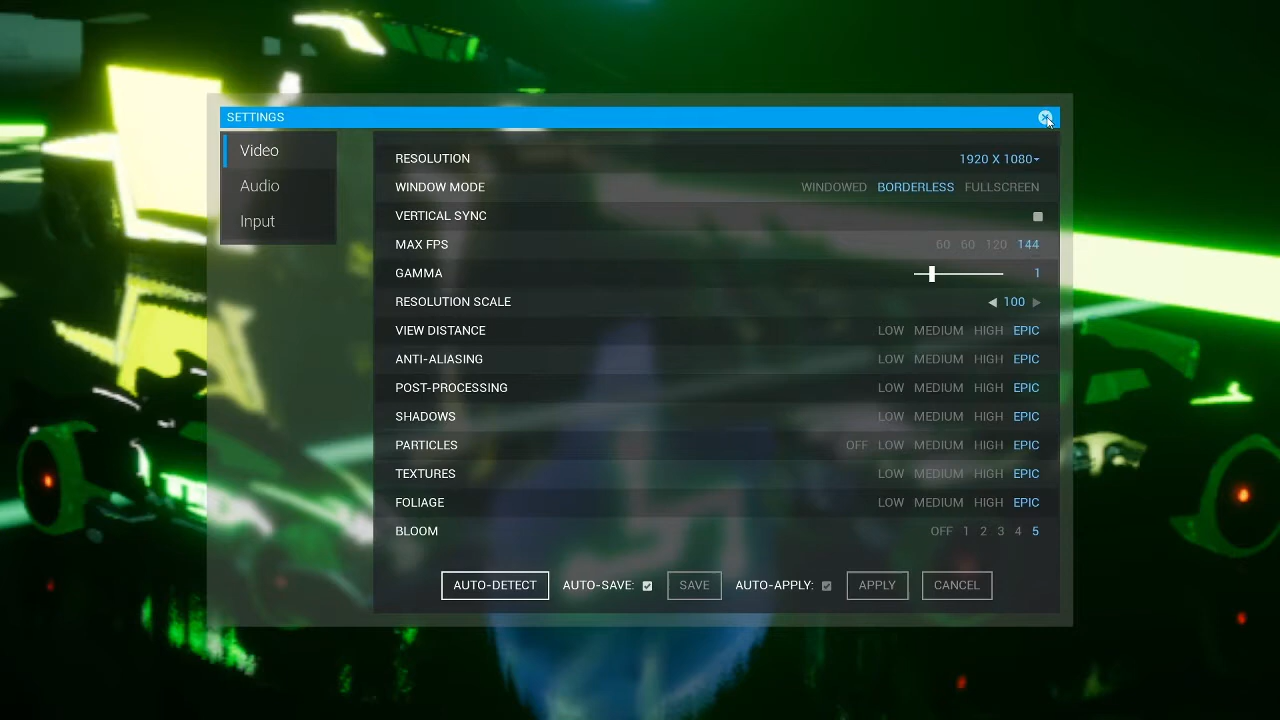 SETTINGS
Video
Audio
Input
RESOLUTION 1920 X 1080
WINDOW MODE WINDOWED BORDERLESS FULLSCREEN
VERTICAL SYNC
MAX FPS 60 60 120 144
GAMMA 1
RESOLUTION SCALE 100
VIEW DISTANCE LOW MEDIUM HIGH EPIC
ANTI-ALIASING LOW MEDIUM HIGH EPIC
POST-PROCESSING LOW MEDIUM HIGH EPIC
SHADOWS LOW MEDIUM HIGH EPIC
PARTICLES OFF LOW MEDIUM HIGH EPIC
TEXTURES LOW MEDIUM HIGH EPIC
FOLIAGE LOW MEDIUM HIGH EPIC
BLOOM OFF 1 2 3 4 5
AUTO-DETECT AUTO-SAVE: SAVE AUTO-APPLY: APPLY CANCEL